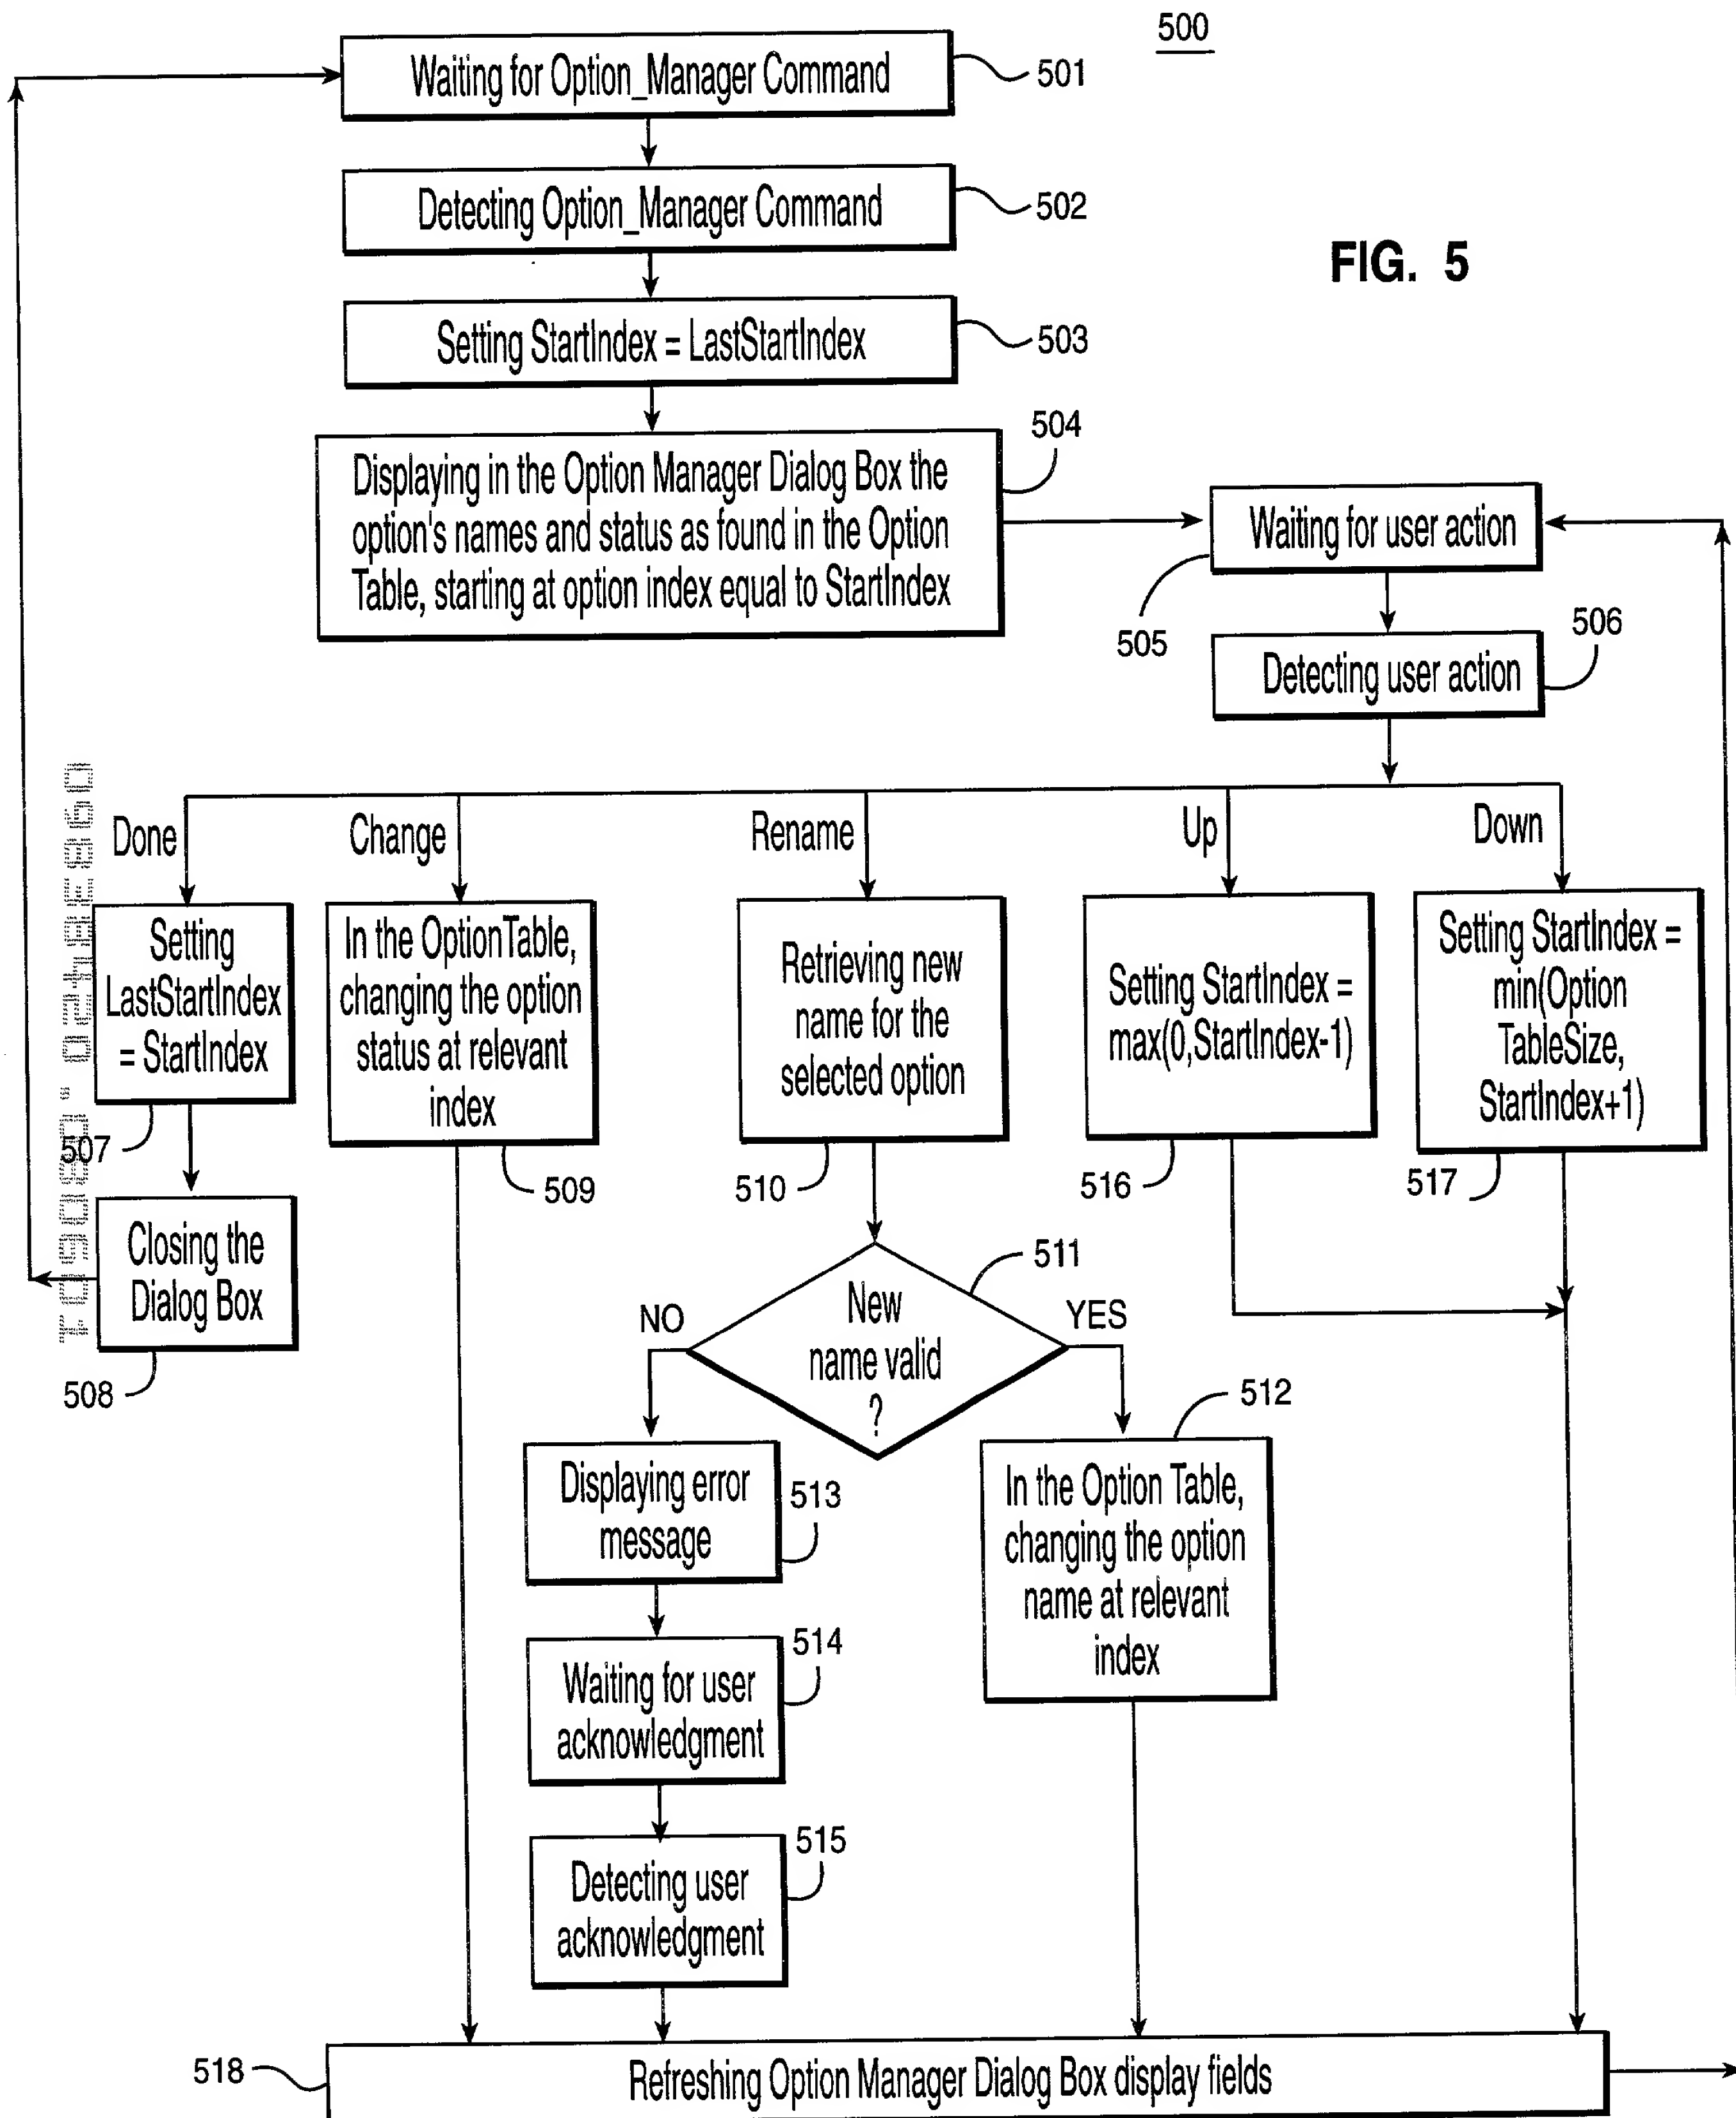 500
Waiting for Option_Manager Command
501
Detecting Option_Manager Command
502
FIG. 5
Setting StartIndex = LastStartIndex
503
504
Displaying in the Option Manager Dialog Box the
option's names and status as found in the Option
Table, starting at option index equal to StartIndex
Waiting for user action
505
506
Detecting user action
Done
Change
Rename
Up
Down
Setting
LastStartIndex
= StartIndex
507
In the OptionTable,
changing the option
status at relevant
index
509
Retrieving new
name for the
selected option
510
Setting StartIndex =
max(0,StartIndex-1)
516
Setting StartIndex =
min(Option
TableSize,
StartIndex+1)
517
Closing the
Dialog Box
508
511
New
name valid
?
NO
YES
512
Displaying error
message
513
In the Option Table,
changing the option
name at relevant
index
514
Waiting for user
acknowledgment
515
Detecting user
acknowledgment
518
Refreshing Option Manager Dialog Box display fields